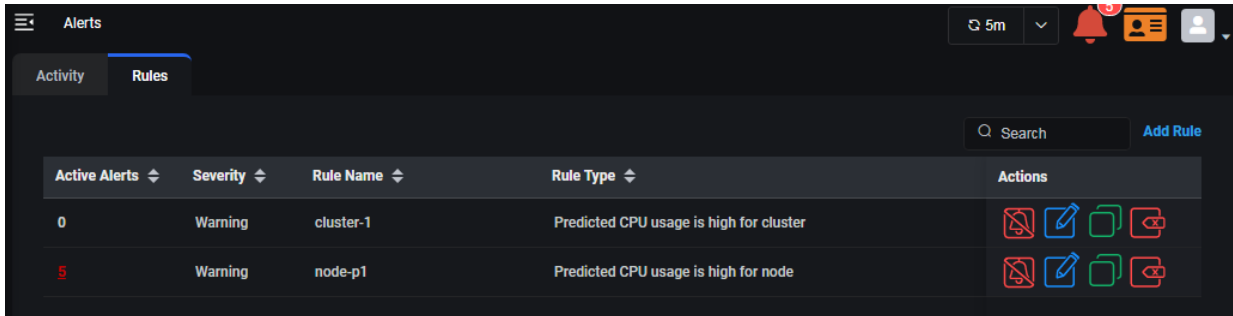 Alerts
5m
5
Activity
Rules
Search
Add Rule
Active Alerts Severity Rule Name Rule Type Actions
0 Warning cluster-1 Predicted CPU usage is high for cluster
5 Warning node-p1 Predicted CPU usage is high for node